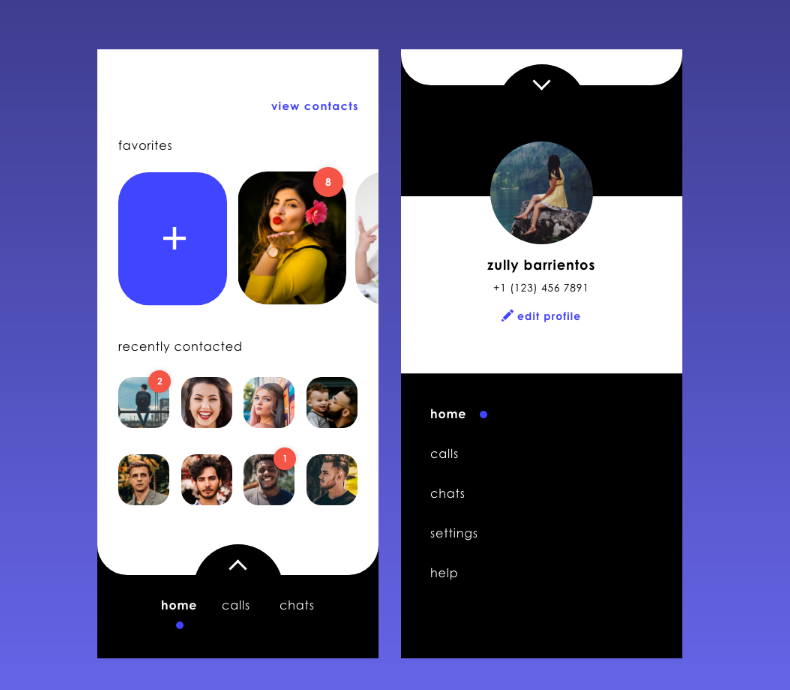 view contacts
favorites
8
recently contacted
2
1
home calls chats
zully barrientos
+1 (123) 456 7891
edit profile
home
calls
chats
settings
help